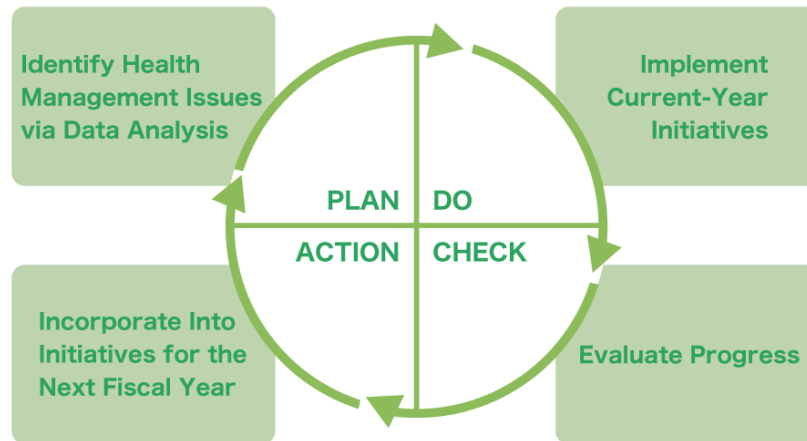 Identify Health
Management Issues
via Data Analysis
Implement
Current-Year
Initiatives
PLAN
DO
ACTION
CHECK
Incorporate Into
Initiatives for the
Next Fiscal Year
Evaluate Progress